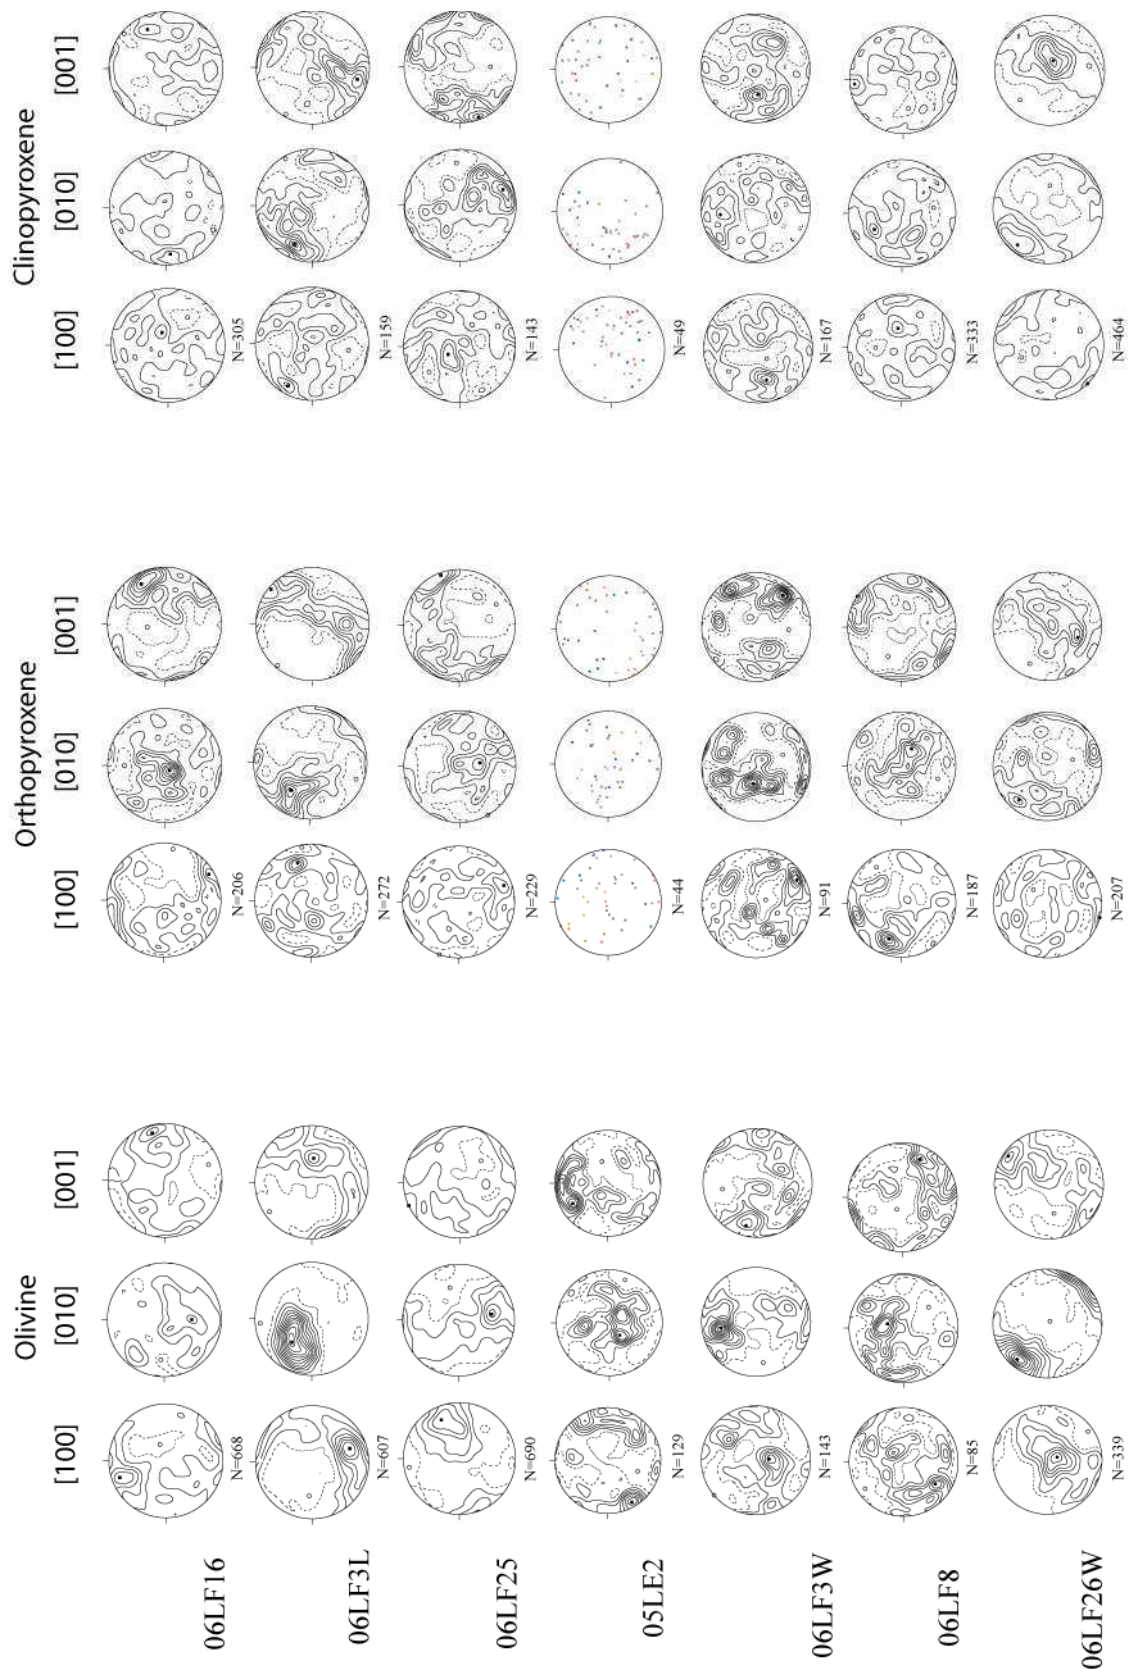 Olivine Orthopyroxene Clinopyroxene
[100] [010] [001] [100] [010] [001] [100] [010] [001]
06LF16 N=668 N=206 N=305
06LF3L N=607 N=272 N=159
06LF25 N=690 N=229 N=143
05LE2 N=129 N=44 N=49
06LF3W N=143 N=91 N=167
06LF8 N=85 N=187 N=333
06LF26W N=339 N=207 N=464